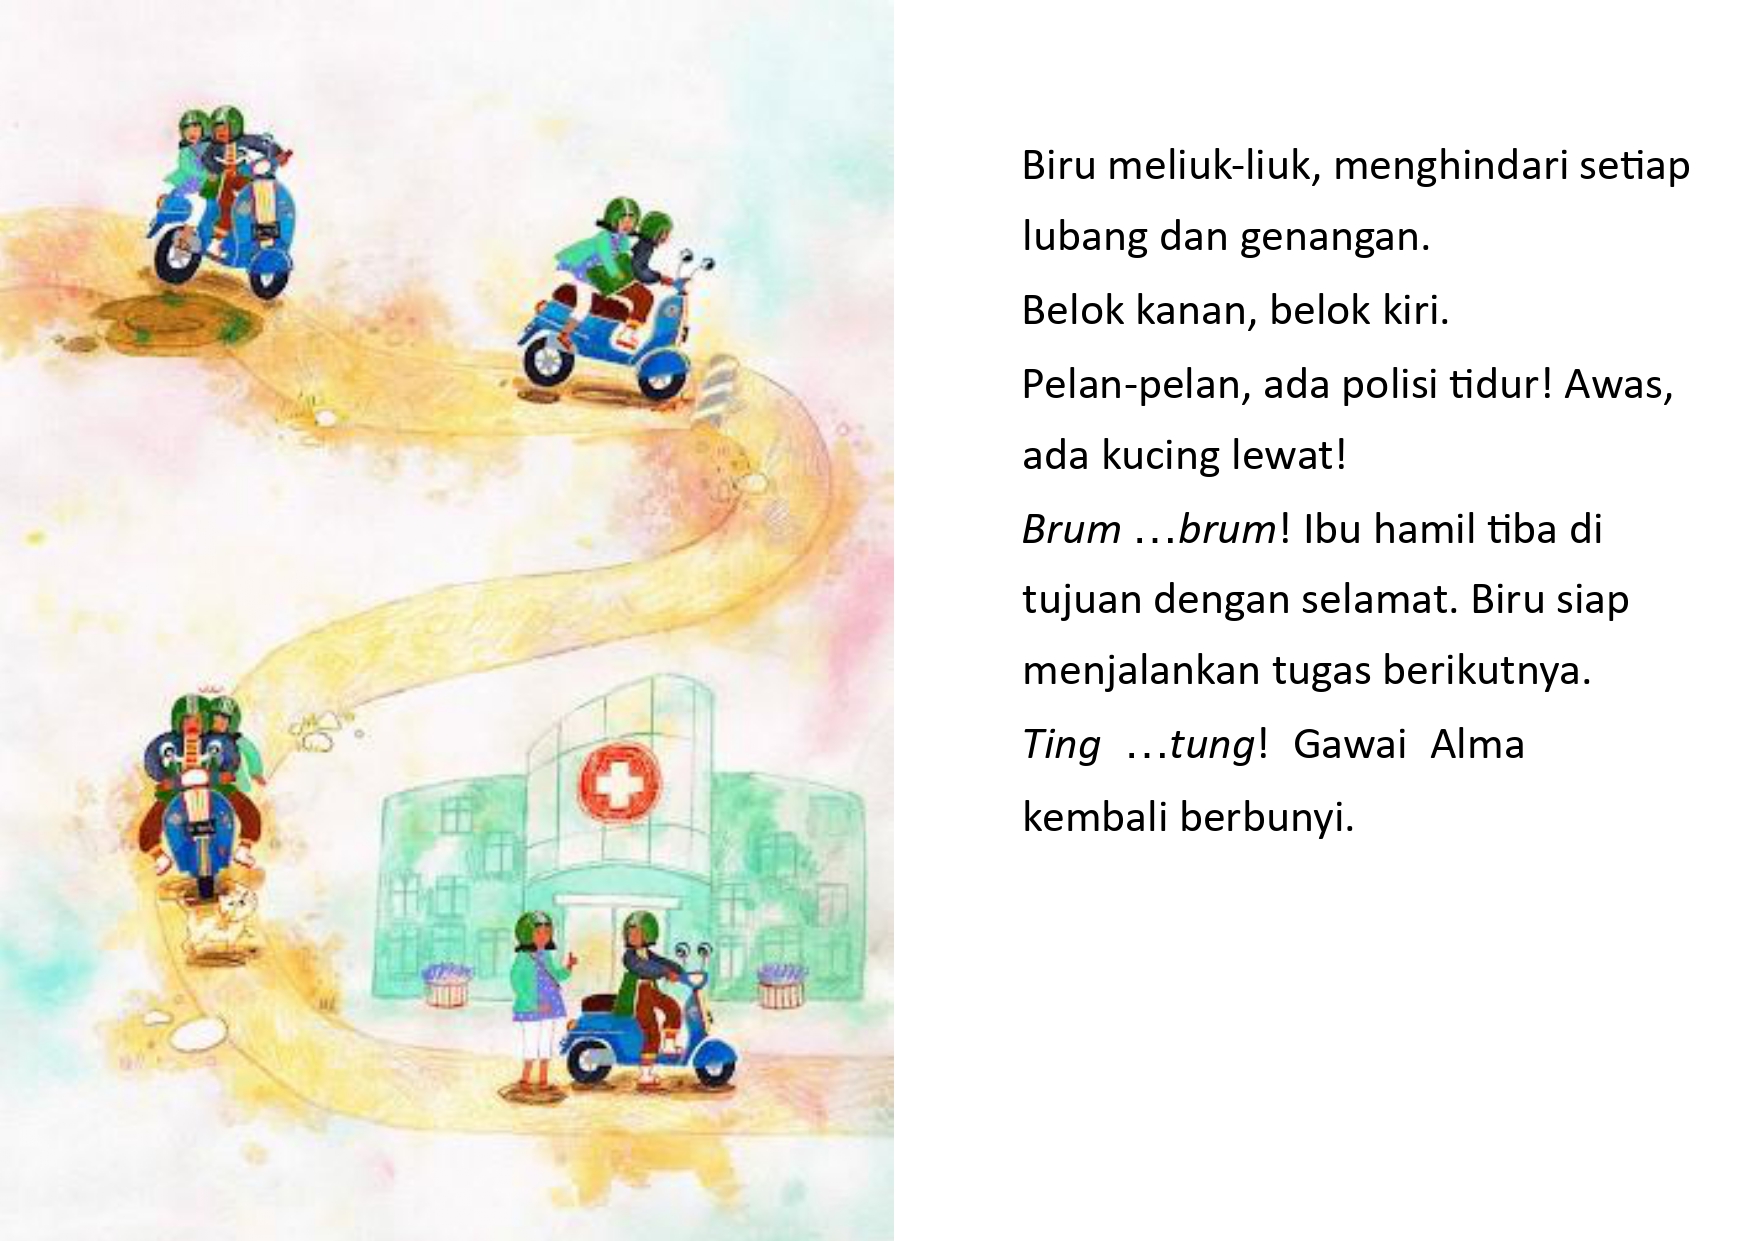 Biru meliuk-liuk, menghindari setiap
lubang dan genangan.
Belok kanan, belok kiri.
Pelan-pelan, ada polisi tidur! Awas,
ada kucing lewat!
Brum …brum! Ibu hamil tiba di
tujuan dengan selamat. Biru siap
menjalankan tugas berikutnya.
Ting …tung! Gawai Alma
kembali berbunyi.